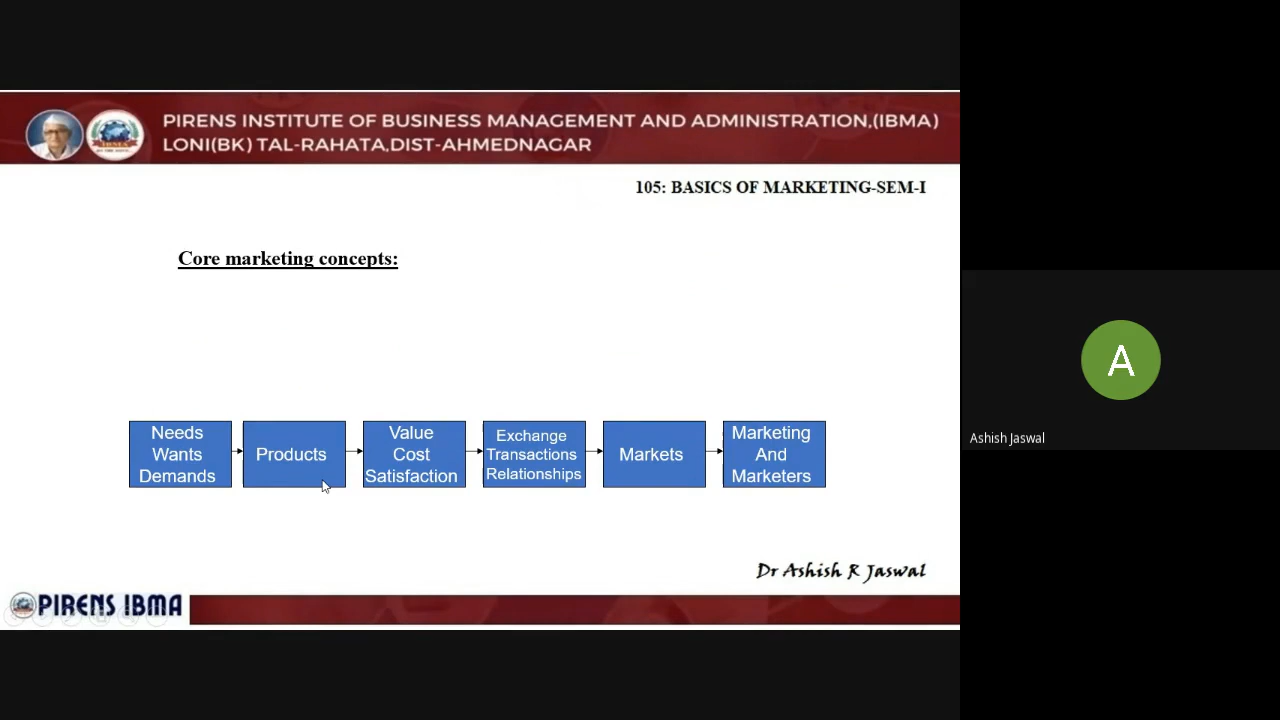 PIRENS INSTITUTE OF BUSINESS MANAGEMENT AND ADMINISTRATION,(IBMA)
LONI(BK) TAL-RAHATA,DIST-AHMEDNAGAR
105: BASICS OF MARKETING-SEM-I
Core marketing concepts:
Needs
Wants
Demands
Products
Value
Cost
Satisfaction
Exchange
Transactions
Relationships
Markets
Marketing
And
Marketers
Dr Ashish R Jaswal
PIRENS IBMA
A
Ashish Jaswal